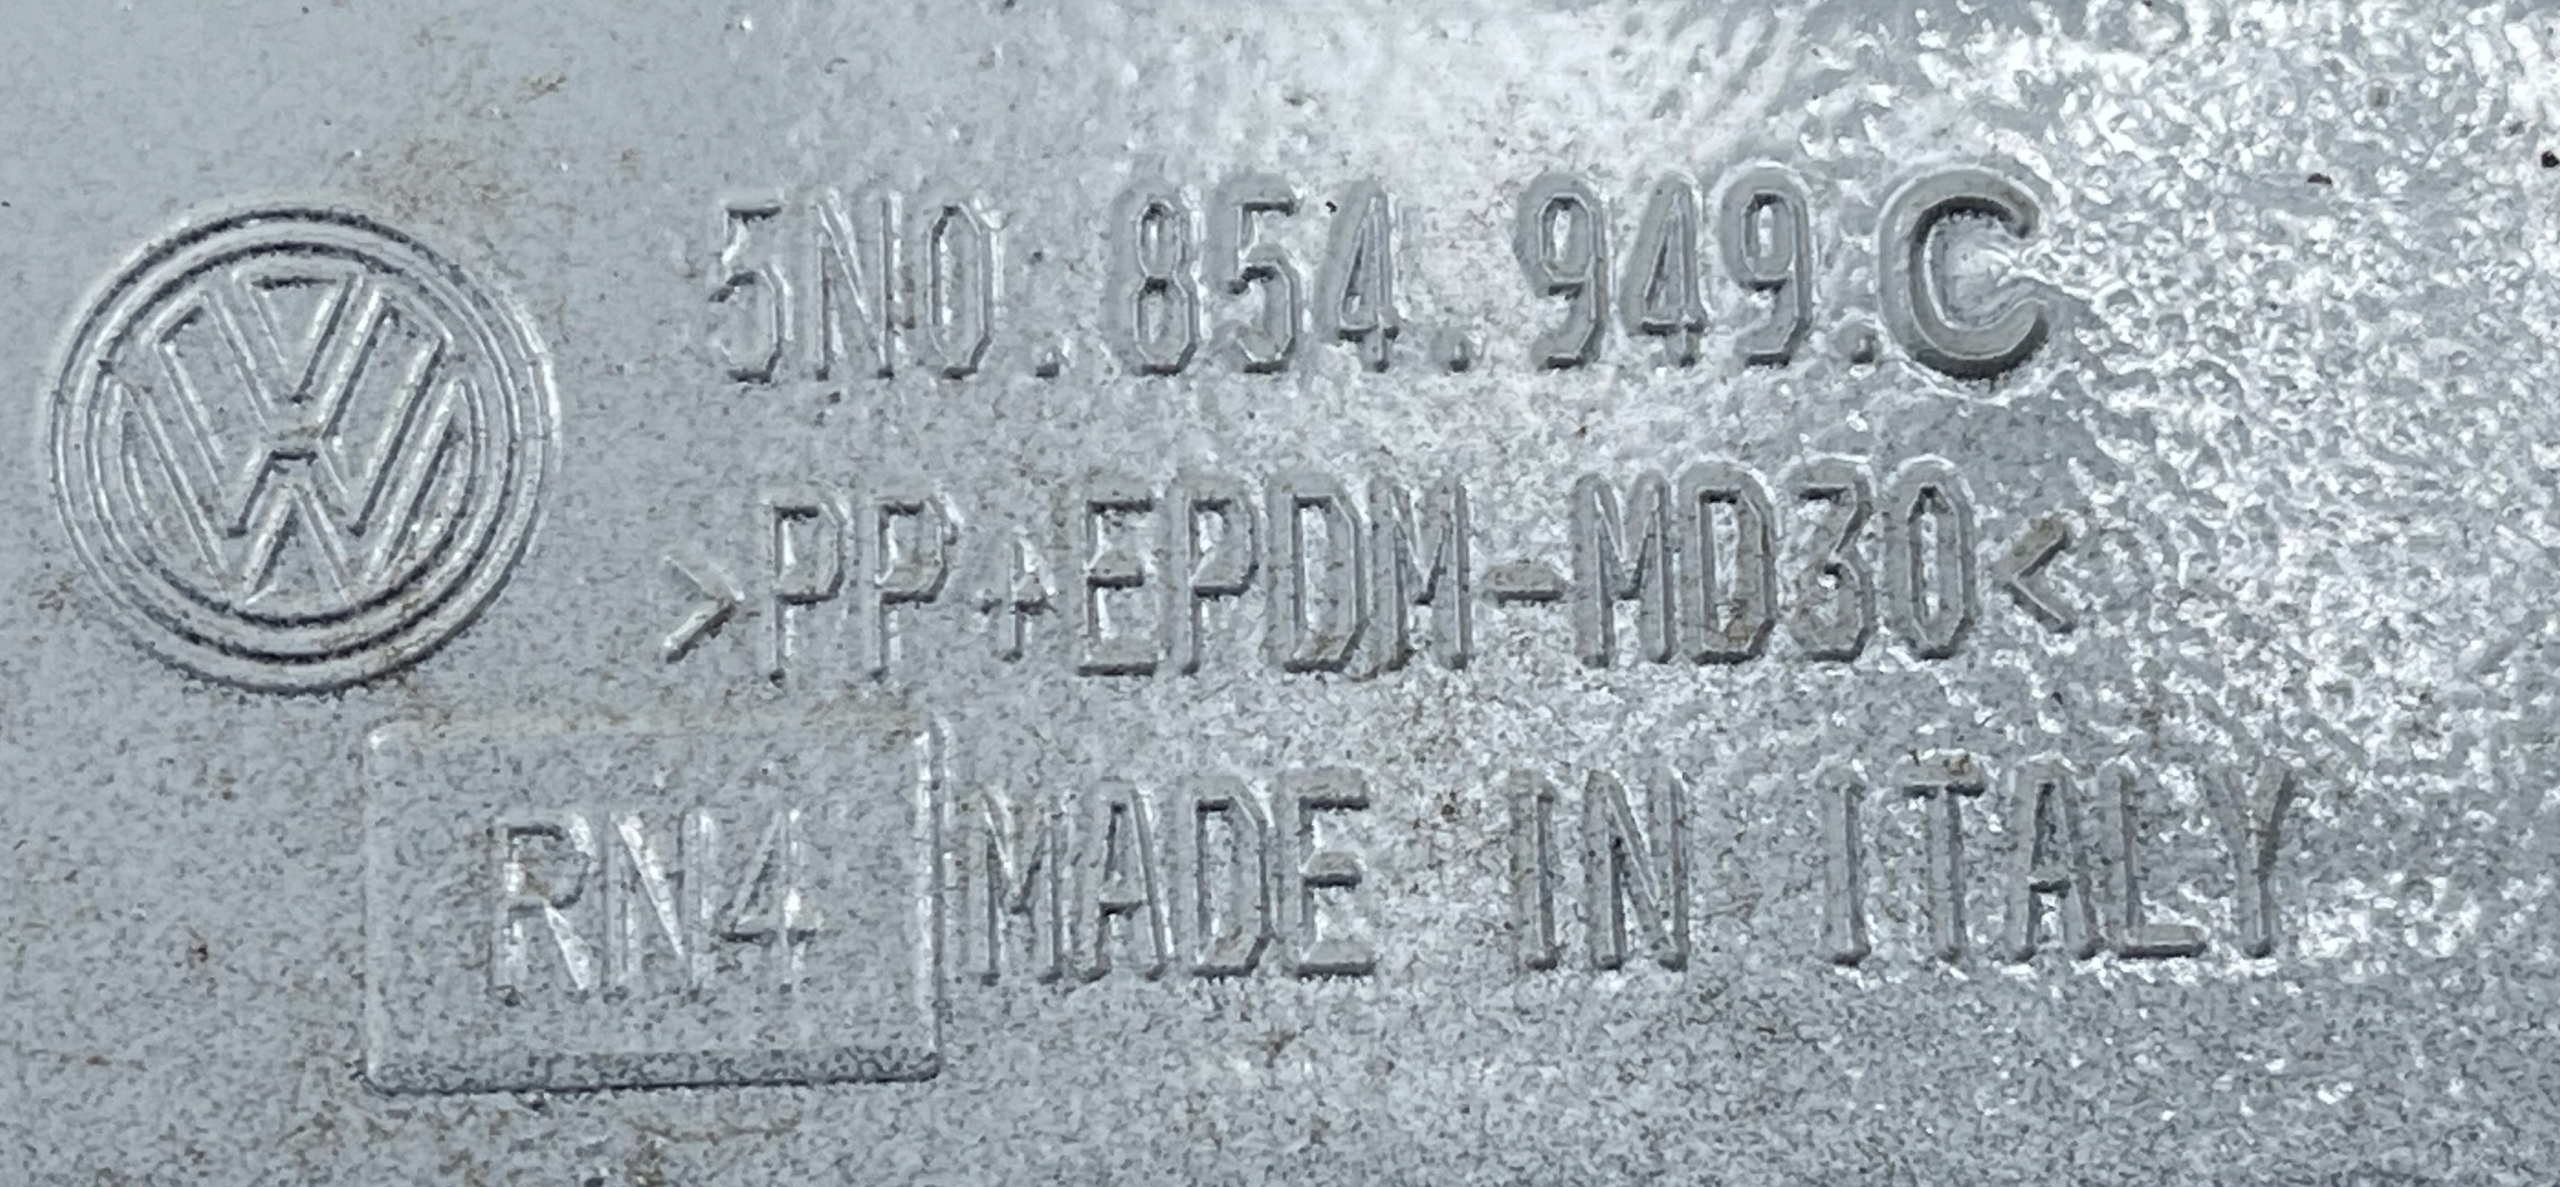 5N0.854.949.C
>PP+EPDM-MD30<
RN4 MADE IN ITALY